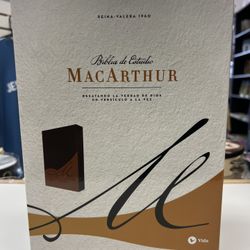 REINA-VALERA 1960
Biblia de Estudio
MACARTHUR
DESATANDO LA VERDAD DE DIOS
UN VERSÍCULO A LA VEZ
M
Vida